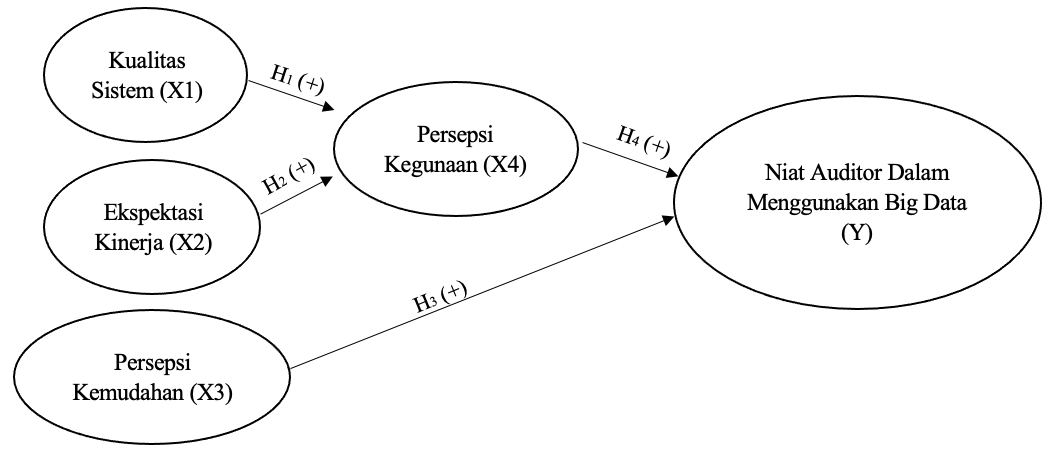 Kualitas
Sistem (X1)
H1 (+)
Persepsi
Kegunaan (X4)
H4 (+)
Niat Auditor Dalam
Menggunakan Big Data
(Y)
H2 (+)
Ekspektasi
Kinerja (X2)
H3 (+)
Persepsi
Kemudahan (X3)